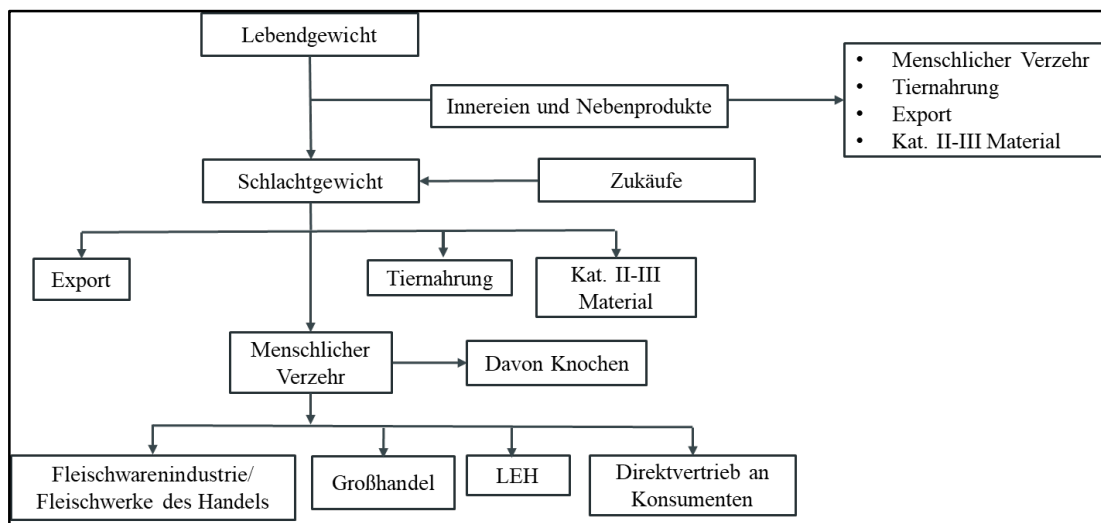 Lebendgewicht
Innereien und Nebenprodukte
• Menschlicher Verzehr
• Tiernahrung
• Export
• Kat. II-III Material
Schlachtgewicht
Zukäufe
Export
Tiernahrung
Kat. II-III
Material
Menschlicher
Verzehr
Davon Knochen
Fleischwarenindustrie/
Fleischwerke des Handels
Großhandel
LEH
Direktvertrieb an
Konsumenten